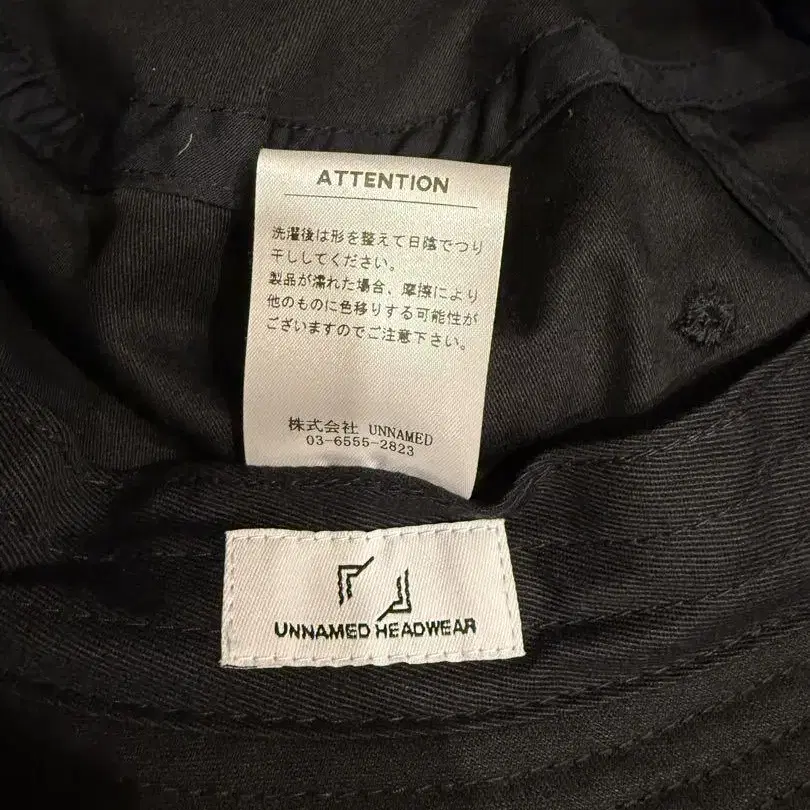 ATTENTION
洗濯後は形を整えて日陰でつり
干ししてください。
製品が濡れた場合、摩擦により
他のものに色移りする可能性が
ございますのでご注意下さい。
株式会社 UNNAMED
03-6555-2823
UNNAMED HEADWEAR